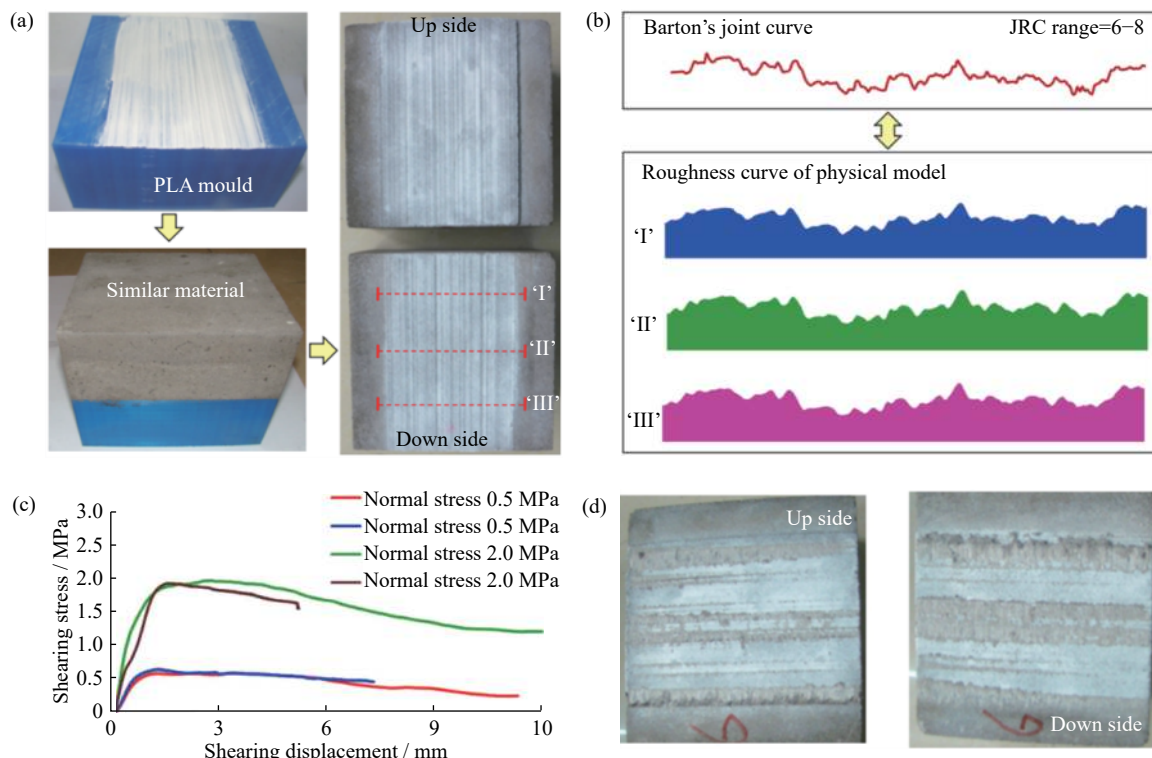 (a)
Up side
PLA mould
Similar material
'I'
'II'
'III'
Down side
(b)
Barton's joint curve
JRC range=6−8
Roughness curve of physical model
'I'
'II'
'III'
(c)
Normal stress 0.5 MPa
Normal stress 0.5 MPa
Normal stress 2.0 MPa
Normal stress 2.0 MPa
Shearing stress / MPa
3.0
2.5
2.0
1.5
1.0
0.5
0
0 3 6 9 10
Shearing displacement / mm
(d)
Up side
Down side